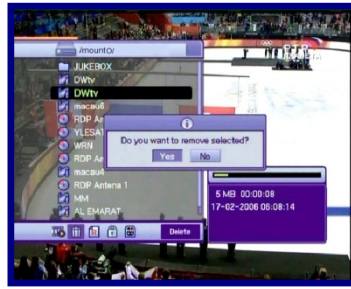 /mount0/
JUKEBOX
DWtv
DWtv
macau6
RDP An
YLESAT
WRN
RDP An
macau4
RDP Antena 1
MM
AL EMARAT
Do you want to remove selected?
Yes No
5 MB 00:00:08
17-02-2006 06:08:14
Delete